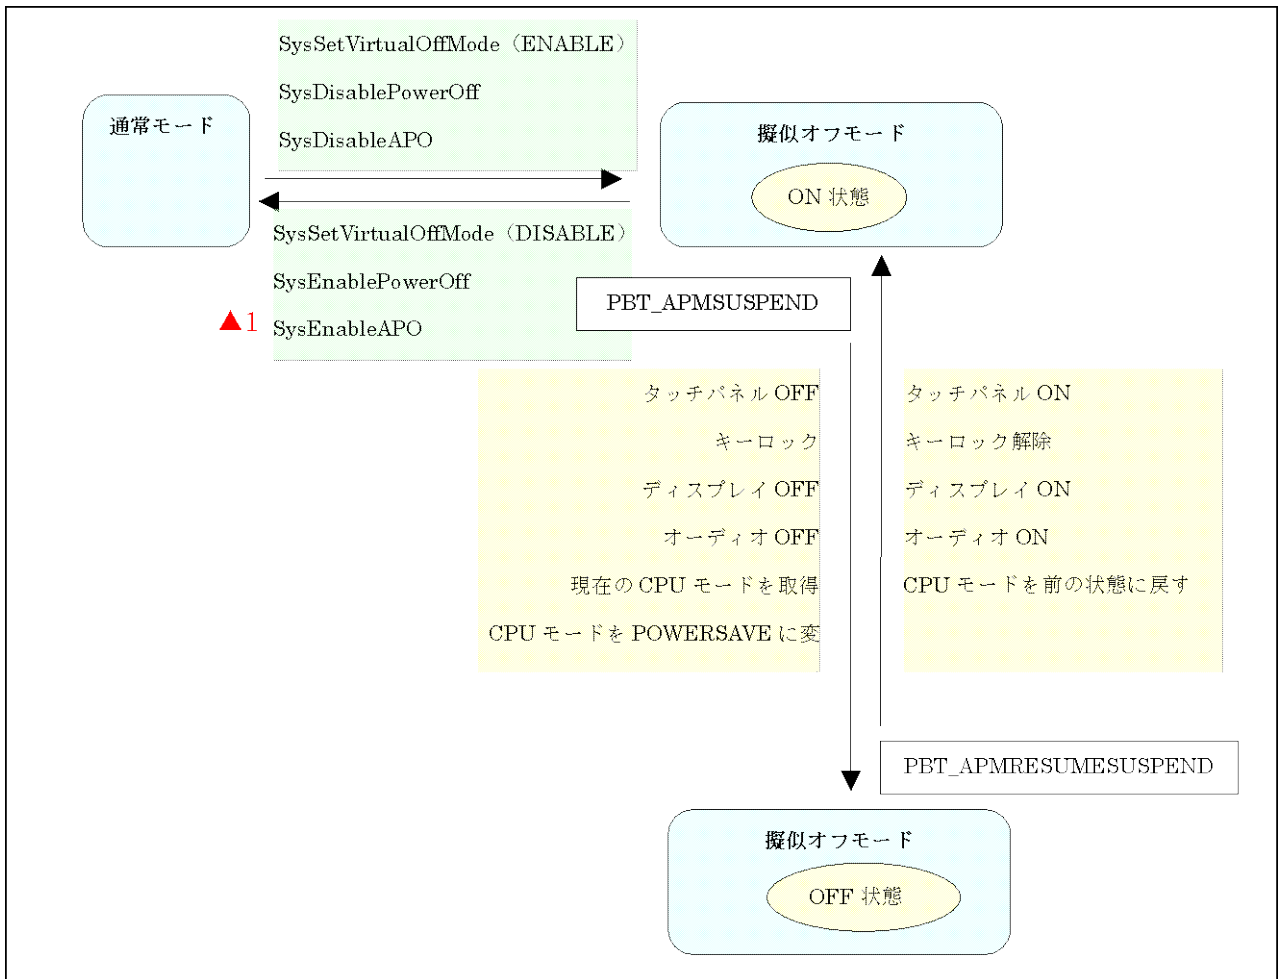 SysSetVirtualOffMode（ENABLE）
SysDisablePowerOff
SysDisableAPO
通常モード
擬似オフモード
ON 状態
SysSetVirtualOffMode（DISABLE）
SysEnablePowerOff
▲1
SysEnableAPO
PBT_APMSUSPEND
タッチパネル OFF
キーロック
ディスプレイ OFF
オーディオ OFF
現在の CPU モードを取得
CPU モードを POWERSAVE に変
タッチパネル ON
キーロック解除
ディスプレイ ON
オーディオ ON
CPU モードを前の状態に戻す
PBT_APMRESUMESUSPEND
擬似オフモード
OFF 状態